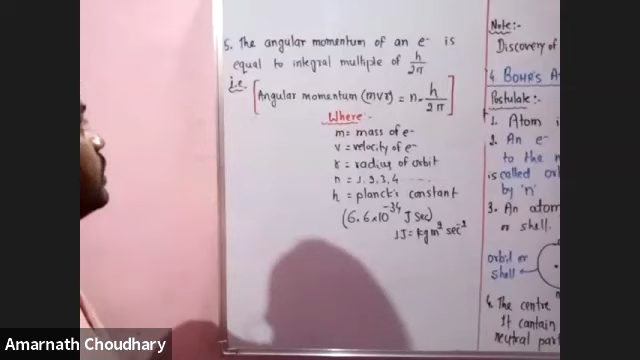 5. The angular momentum of an e⁻ is
equal to integral multiple of h/2π
i.e [Angular momentum (mvr) = n·h/2π]
Where:-
m = mass of e⁻
v = velocity of e⁻
r = radius of orbit
n = 1, 2, 3, 4 ......
h = planck's constant
(6.6×10⁻³⁴ J Sec)
1J = kg m² sec⁻²
Note:-
Discovery of
4. BOHR'S A
Postulate:-
1. Atom i
2. An e⁻
to the n
is called or
by 'n'
3. An atom
or shell.
orbit or
shell
4. The centre
It contain
neutral par
Amarnath Choudhary